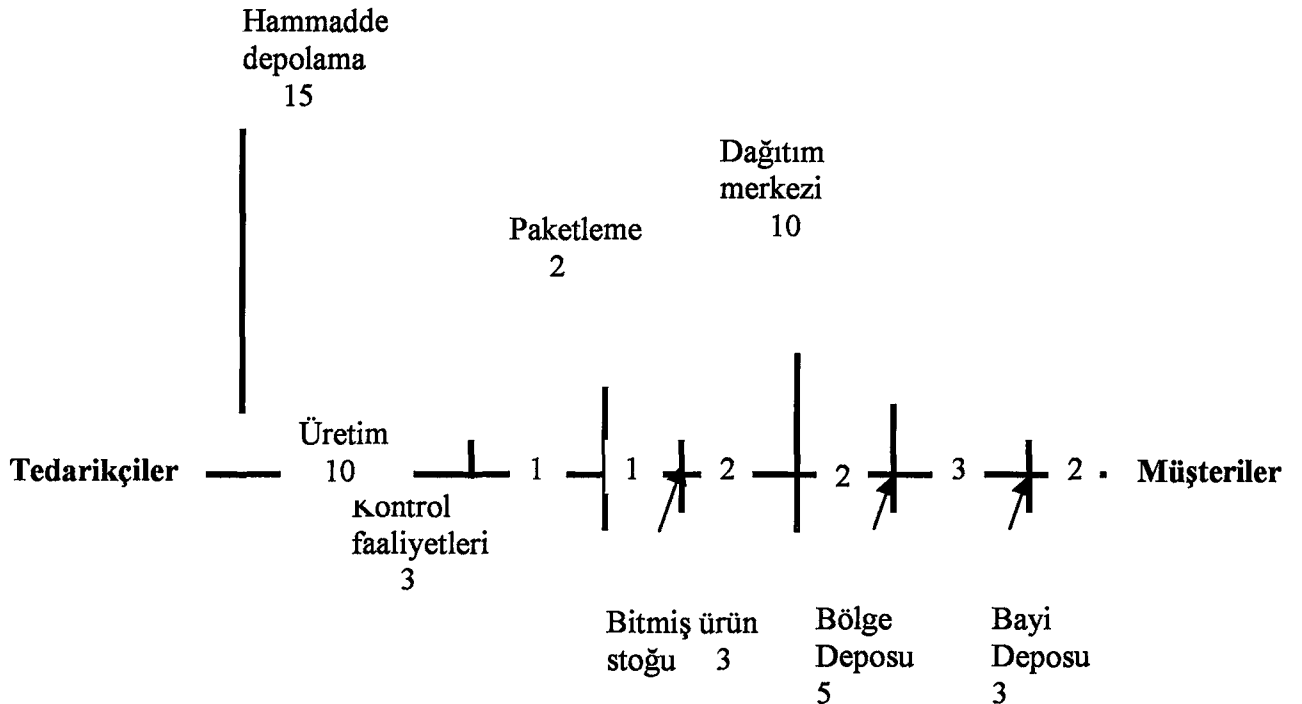 Hammadde
depolama
15
Dağıtım
merkezi
10
Paketleme
2
Üretim
Tedarikçiler 10 1 1 2 2 3 2 Müşteriler
Kontrol
faaliyetleri
3
Bitmiş ürün
stoğu 3
Bölge
Deposu
5
Bayi
Deposu
3